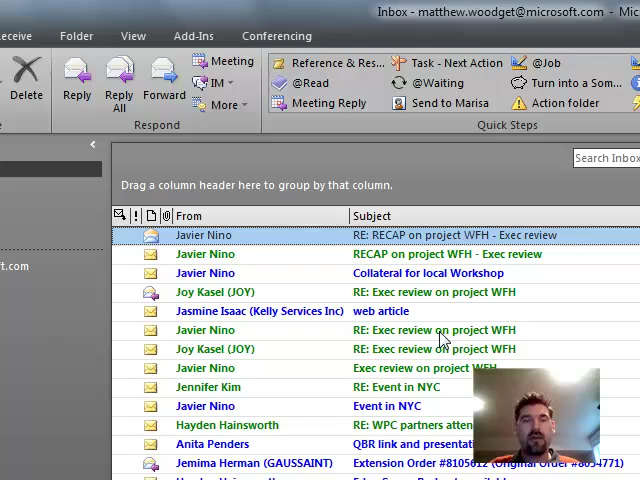 Inbox - matthew.woodget@microsoft.com - Mic
eceive Folder View Add-Ins Conferencing
Delete Reply Reply All Forward Meeting IM More
Reference & Res... Task - Next Action @Job
@Read @Waiting Turn into a Som...
Meeting Reply Send to Marisa Action folder
Respond Quick Steps
Search Inbox
Drag a column header here to group by that column.
From Subject
Javier Nino RE: RECAP on project WFH - Exec review
Javier Nino RECAP on project WFH - Exec review
t.com
Javier Nino Collateral for local Workshop
Joy Kasel (JOY) RE: Exec review on project WFH
Jasmine Isaac (Kelly Services Inc) web article
Javier Nino RE: Exec review on project WFH
Joy Kasel (JOY) RE: Exec review on project WFH
Javier Nino Exec review on project WFH
Jennifer Kim RE: Event in NYC
Javier Nino Event in NYC
Hayden Hainsworth RE: WPC partners atten
Anita Penders QBR link and presentati
Jemima Herman (GAUSSAINT) Extension Order #8105612 (Original Order #8054771)